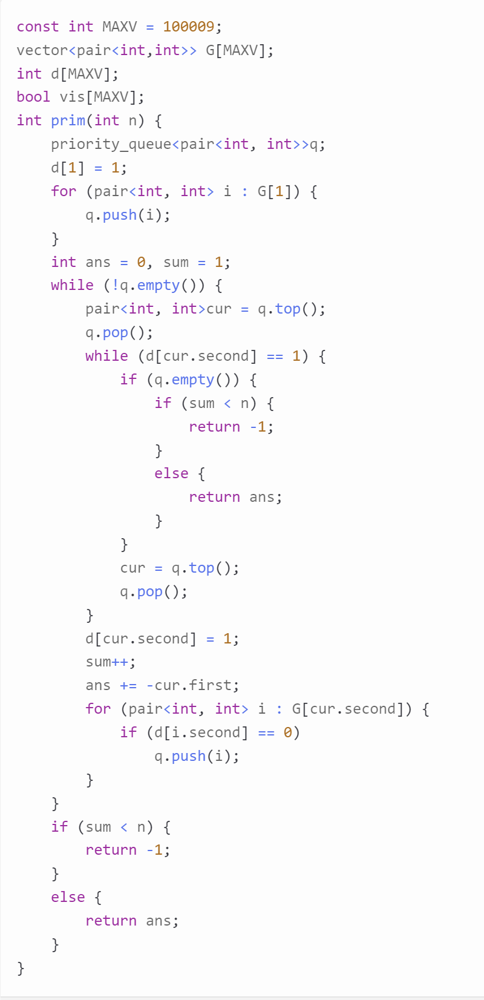 const int MAXV = 100009;
vector<pair<int,int>> G[MAXV];
int d[MAXV];
bool vis[MAXV];
int prim(int n) {
    priority_queue<pair<int, int>>q;
    d[1] = 1;
    for (pair<int, int> i : G[1]) {
        q.push(i);
    }
    int ans = 0, sum = 1;
    while (!q.empty()) {
        pair<int, int>cur = q.top();
        q.pop();
        while (d[cur.second] == 1) {
            if (q.empty()) {
                if (sum < n) {
                    return -1;
                }
                else {
                    return ans;
                }
            }
            cur = q.top();
            q.pop();
        }
        d[cur.second] = 1;
        sum++;
        ans += -cur.first;
        for (pair<int, int> i : G[cur.second]) {
            if (d[i.second] == 0)
                q.push(i);
        }
    }
    if (sum < n) {
        return -1;
    }
    else {
        return ans;
    }
}